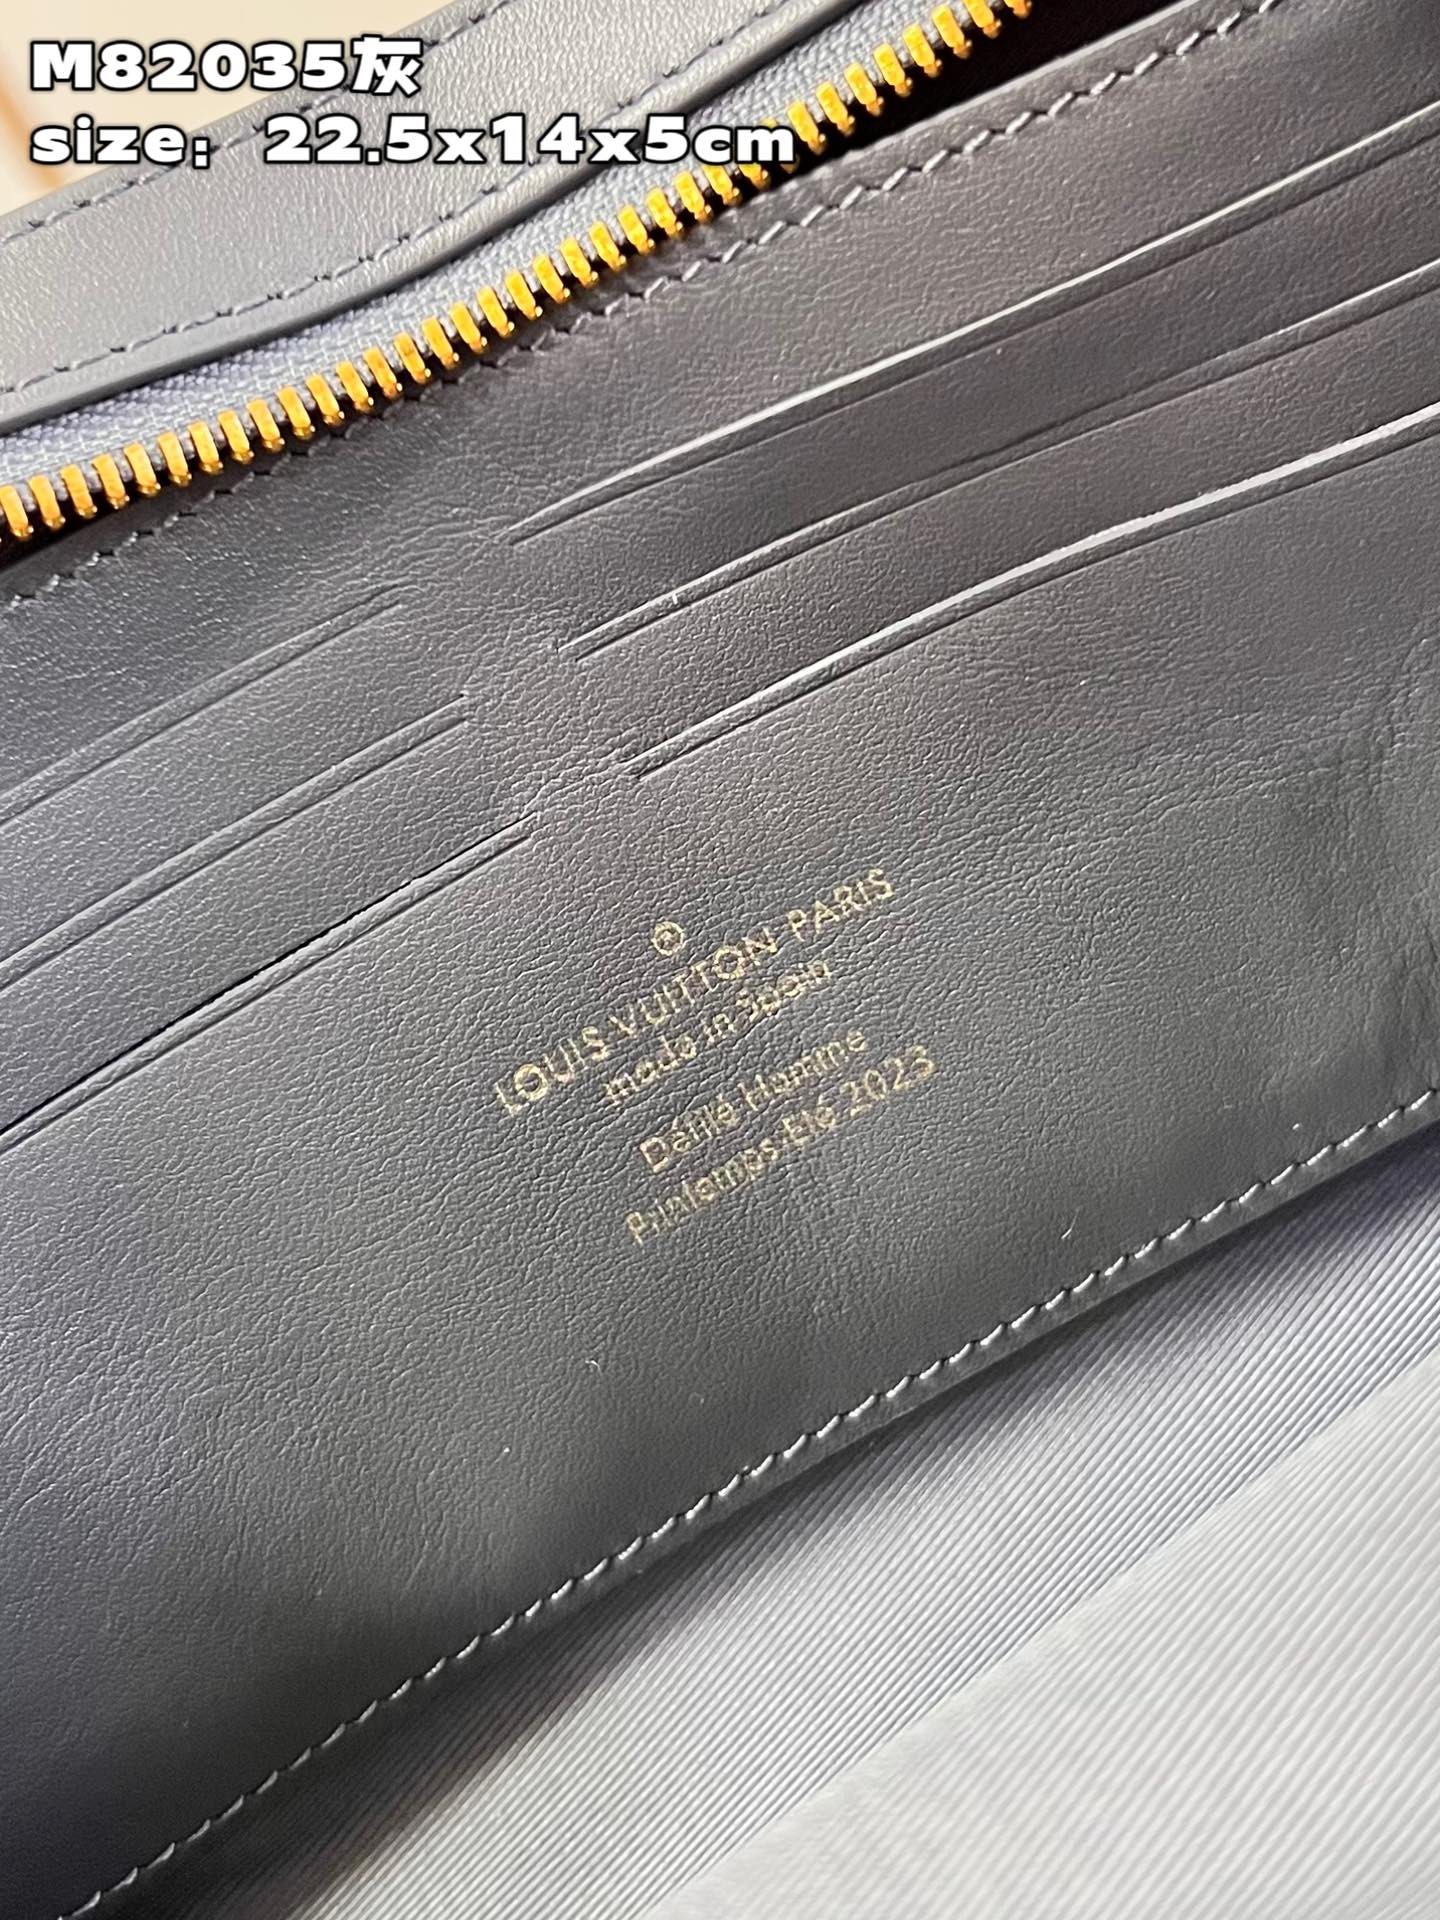 M82035灰
size：22.5x14x5cm
®
LOUIS VUITTON PARIS
made in Spain
Défilé Homme
Printemps-Eté 2023